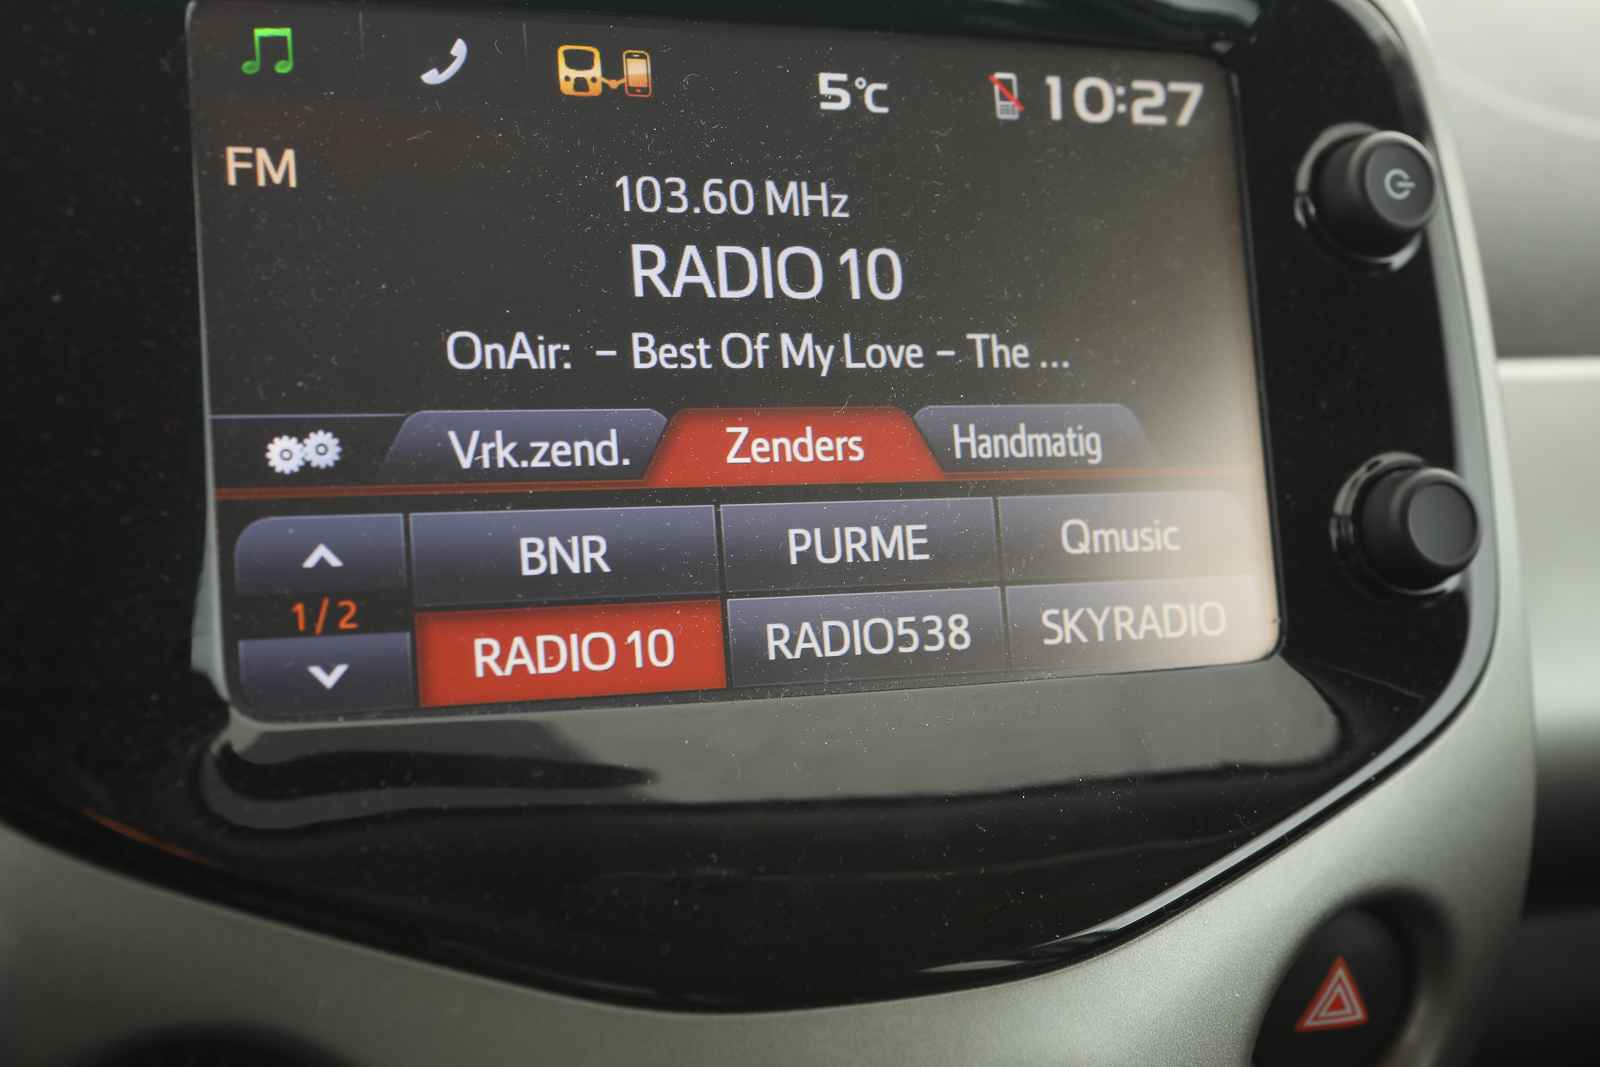 5°C
10:27
FM
103.60 MHz
RADIO 10
OnAir: – Best Of My Love – The ...
Vrk.zend. Zenders Handmatig
BNR PURME Qmusic
1/2
RADIO 10 RADIO538 SKYRADIO